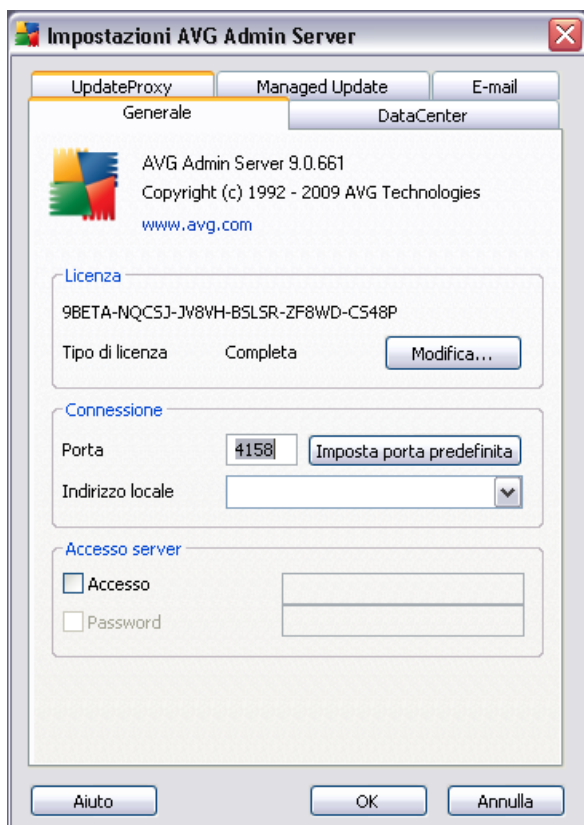 Impostazioni AVG Admin Server
UpdateProxy Managed Update E-mail
Generale DataCenter
AVG Admin Server 9.0.661
Copyright (c) 1992 - 2009 AVG Technologies
www.avg.com
Licenza
9BETA-NQCSJ-JV8VH-BSLSR-ZF8WD-CS48P
Tipo di licenza Completa Modifica...
Connessione
Porta 4158 Imposta porta predefinita
Indirizzo locale
Accesso server
Accesso
Password
Aiuto OK Annulla